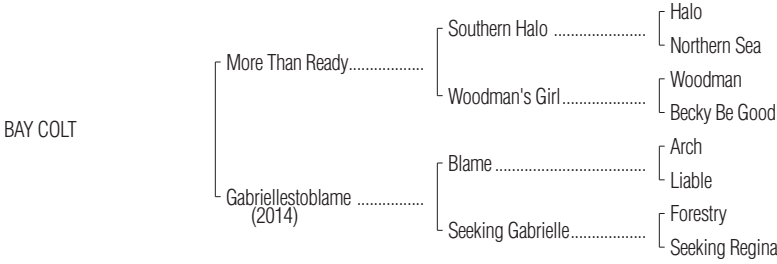 Halo
Southern Halo ......................
Northern Sea
More Than Ready..................
Woodman
Woodman's Girl....................
Becky Be Good
BAY COLT
Arch
Blame ....................................
Liable
Gabriellestoblame ................
(2014)
Forestry
Seeking Gabrielle..................
Seeking Regina